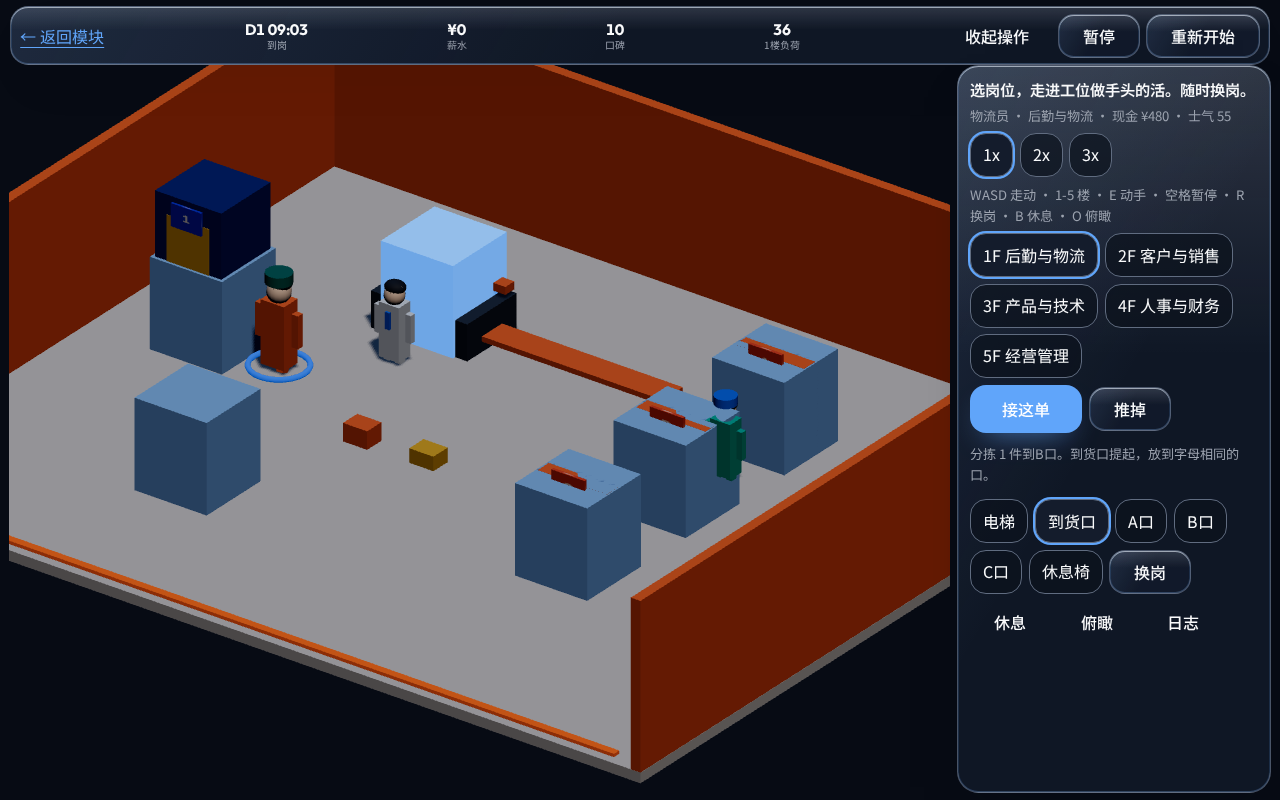 ← 返回模块
D1 09:03
到岗
¥0
薪水
10
口碑
36
1楼负荷
收起操作
暂停
重新开始
选岗位，走进工位做手头的活。随时换岗。
物流员 · 后勤与物流 · 现金 ¥480 · 士气 55
1x
2x
3x
WASD 走动 · 1-5 楼 · E 动手 · 空格暂停 · R
换岗 · B 休息 · O 俯瞰
1F 后勤与物流
2F 客户与销售
3F 产品与技术
4F 人事与财务
5F 经营管理
接这单
推掉
分拣 1 件到B口。到货口提起，放到字母相同的
口。
电梯
到货口
A口
B口
C口
休息椅
换岗
休息
俯瞰
日志
1